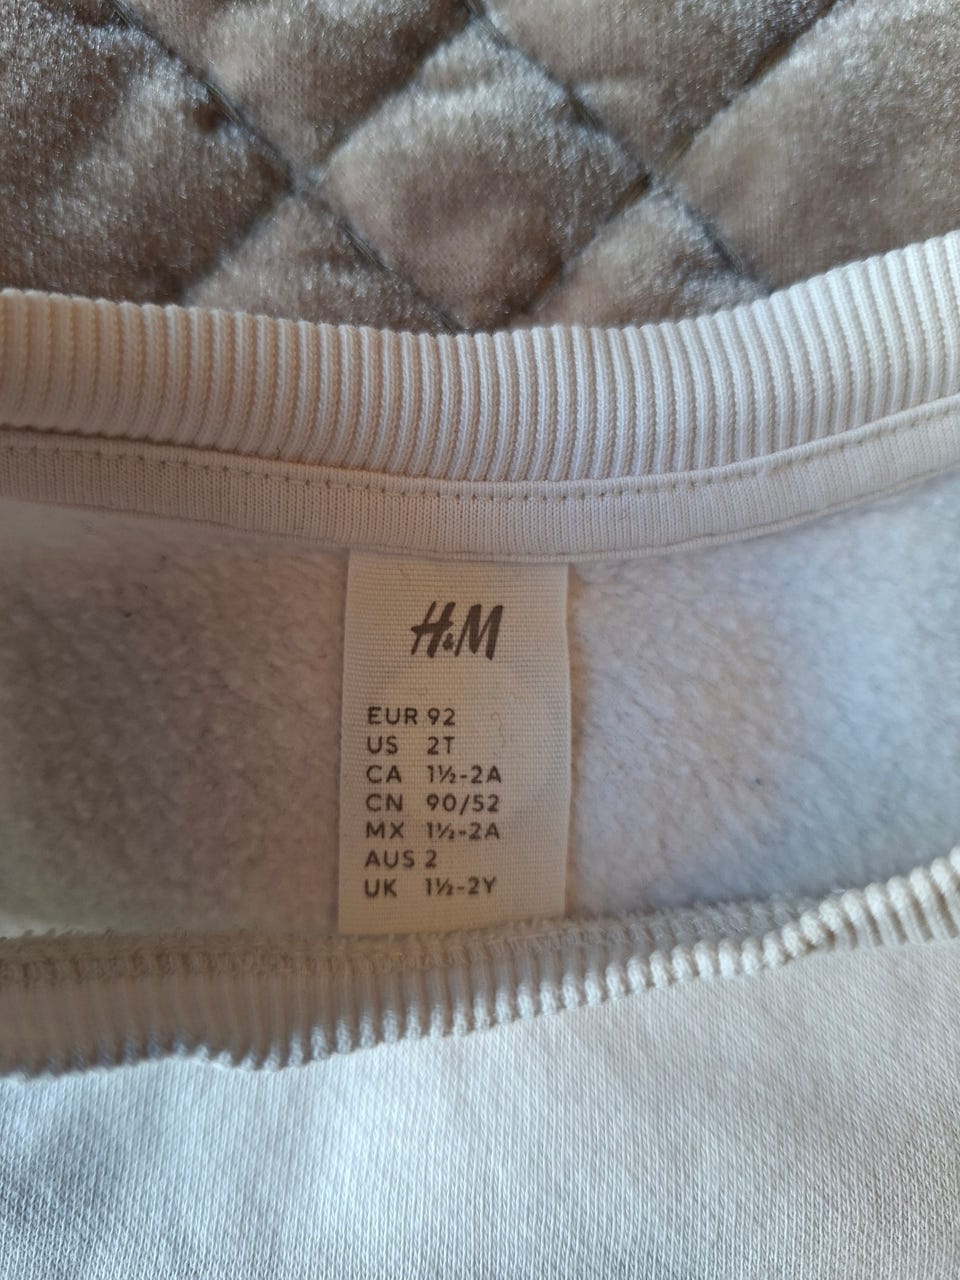 H&M
EUR 92
US 2T
CA 1½-2A
CN 90/52
MX 1½-2A
AUS 2
UK 1½-2Y